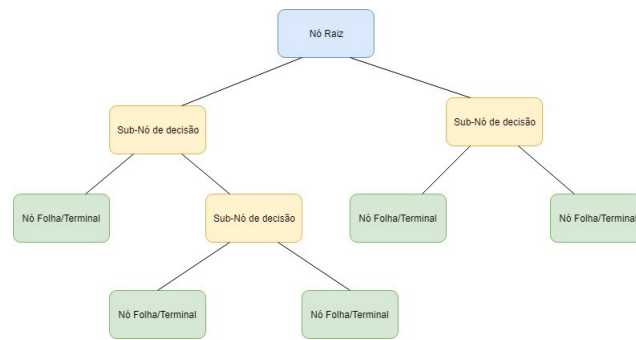 Nó Raiz
Sub-Nó de decisão
Sub-Nó de decisão
Nó Folha/Terminal
Sub-Nó de decisão
Nó Folha/Terminal
Nó Folha/Terminal
Nó Folha/Terminal
Nó Folha/Terminal